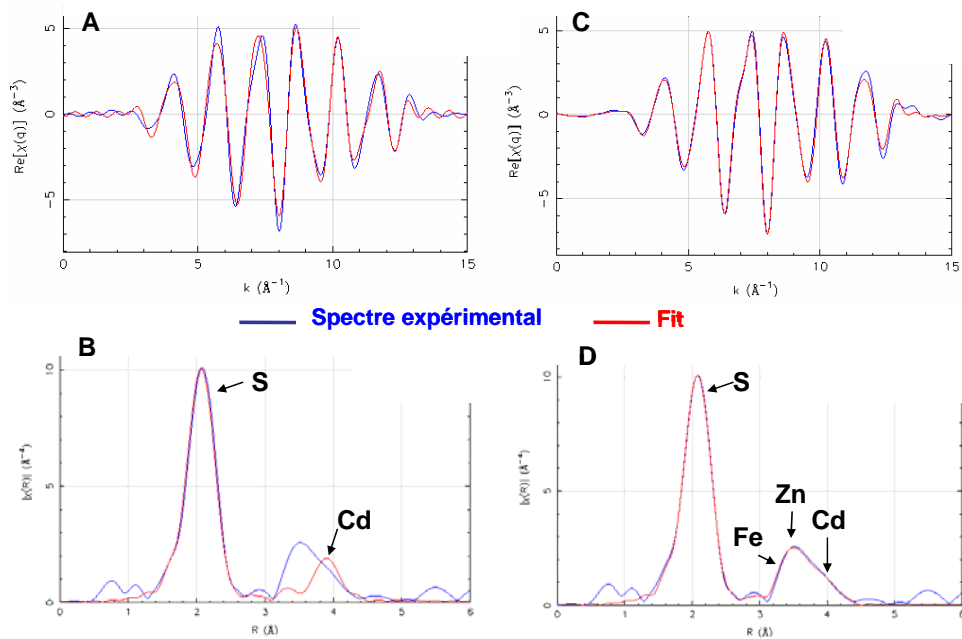 A
Re[χ(q)] (Å⁻³)
5
0
−5
0 5 10 15
k (Å⁻¹)
C
Re[χ(q)] (Å⁻³)
5
0
−5
0 5 10 15
k (Å⁻¹)
Spectre expérimental Fit
B
|χ(R)| (Å⁻⁴)
10
5
0
S
Cd
0 1 2 3 4 5 6
R (Å)
D
|χ(R)| (Å⁻⁴)
10
5
0
S
Zn
Fe
Cd
0 1 2 3 4 5 6
R (Å)